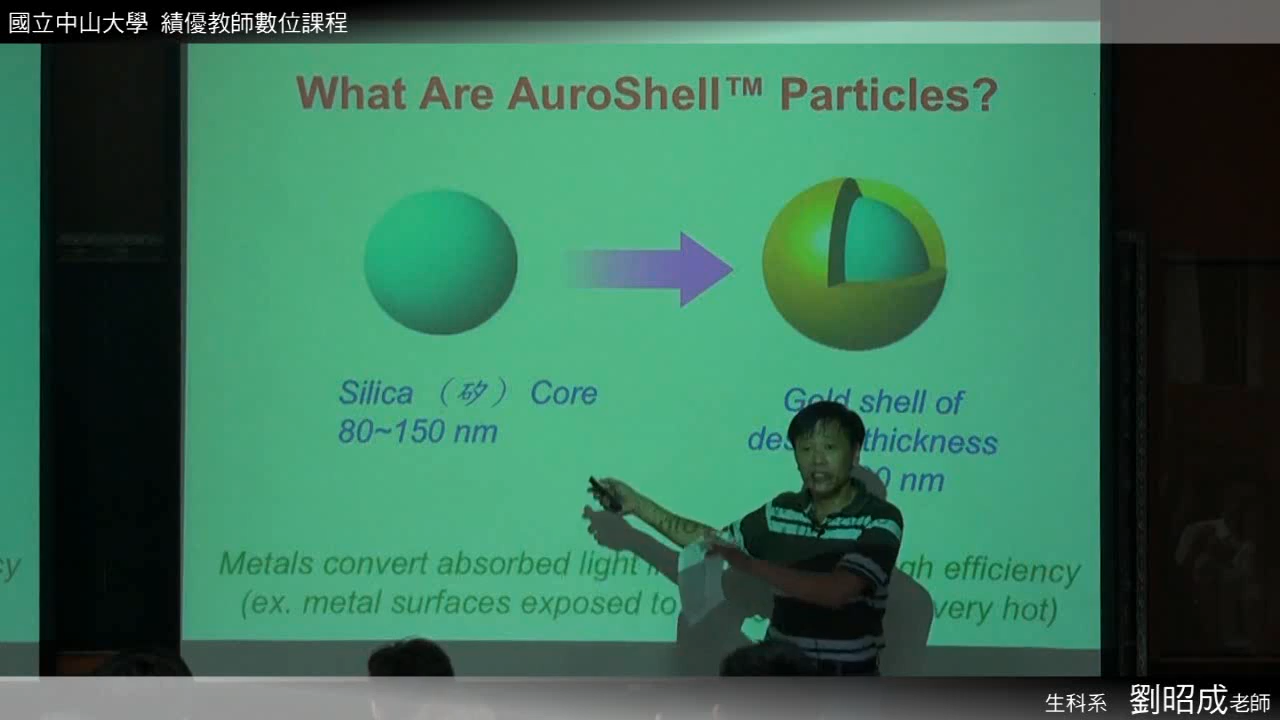 國立中山大學 績優教師數位課程
What Are AuroShell™ Particles?
Silica （矽） Core
80~150 nm
Gold shell of
thickness
nm
Metals convert absorbed light efficiency
(ex. metal surfaces exposed to very hot)
生科系 劉昭成老師